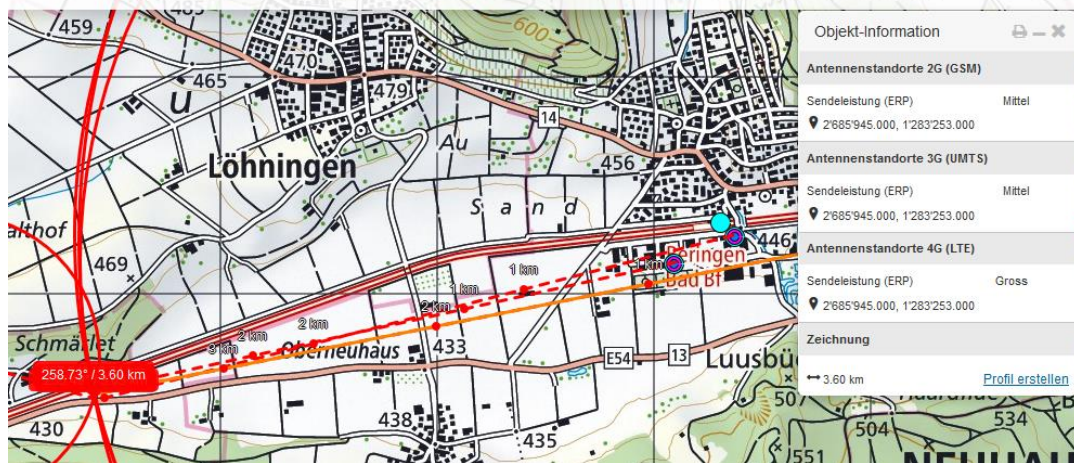 459
485
600
470
465
479
u
14
Au
Löhningen
456
S a n d
althof
469
446
Beringen
Bad Bf
1 km
1 km
1 km
2 km
2 km
2 km
3 km
Schmärlet
Oberneuhaus
433
E54
13
258.73° / 3.60 km
430
438
435
507
504
534
551
NEUHAU
Objekt-Information
Antennenstandorte 2G (GSM)
Sendeleistung (ERP) Mittel
2'685'945.000, 1'283'253.000
Antennenstandorte 3G (UMTS)
Sendeleistung (ERP) Mittel
2'685'945.000, 1'283'253.000
Antennenstandorte 4G (LTE)
Sendeleistung (ERP) Gross
2'685'945.000, 1'283'253.000
Zeichnung
3.60 km Profil erstellen